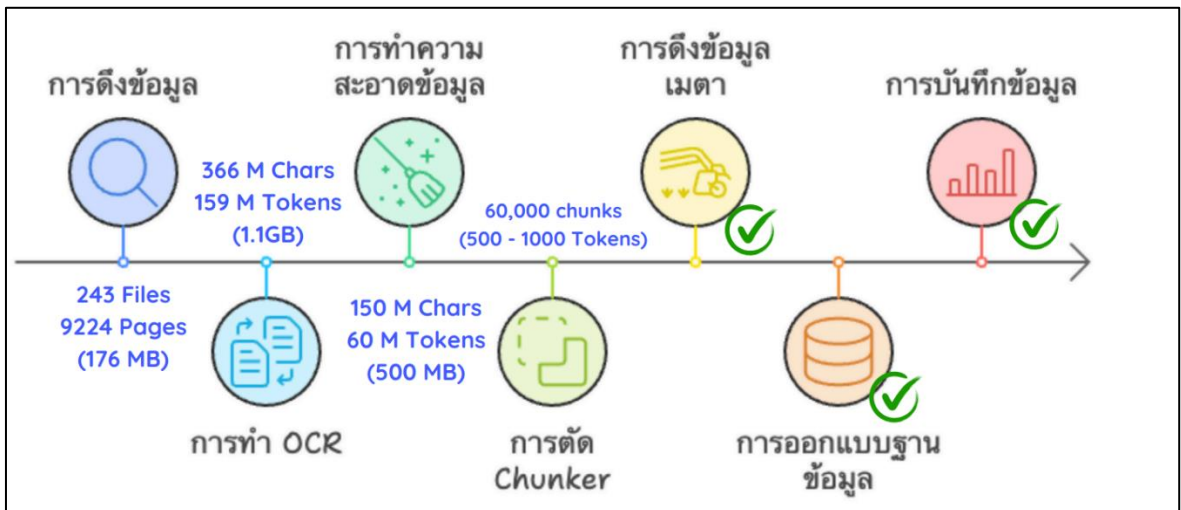 การดึงข้อมูล
243 Files
9224 Pages
(176 MB)
366 M Chars
159 M Tokens
(1.1GB)
การทำ OCR
การทำความ
สะอาดข้อมูล
150 M Chars
60 M Tokens
(500 MB)
60,000 chunks
(500 - 1000 Tokens)
การตัด
Chunker
การดึงข้อมูล
เมตา
การออกแบบฐาน
ข้อมูล
การบันทึกข้อมูล